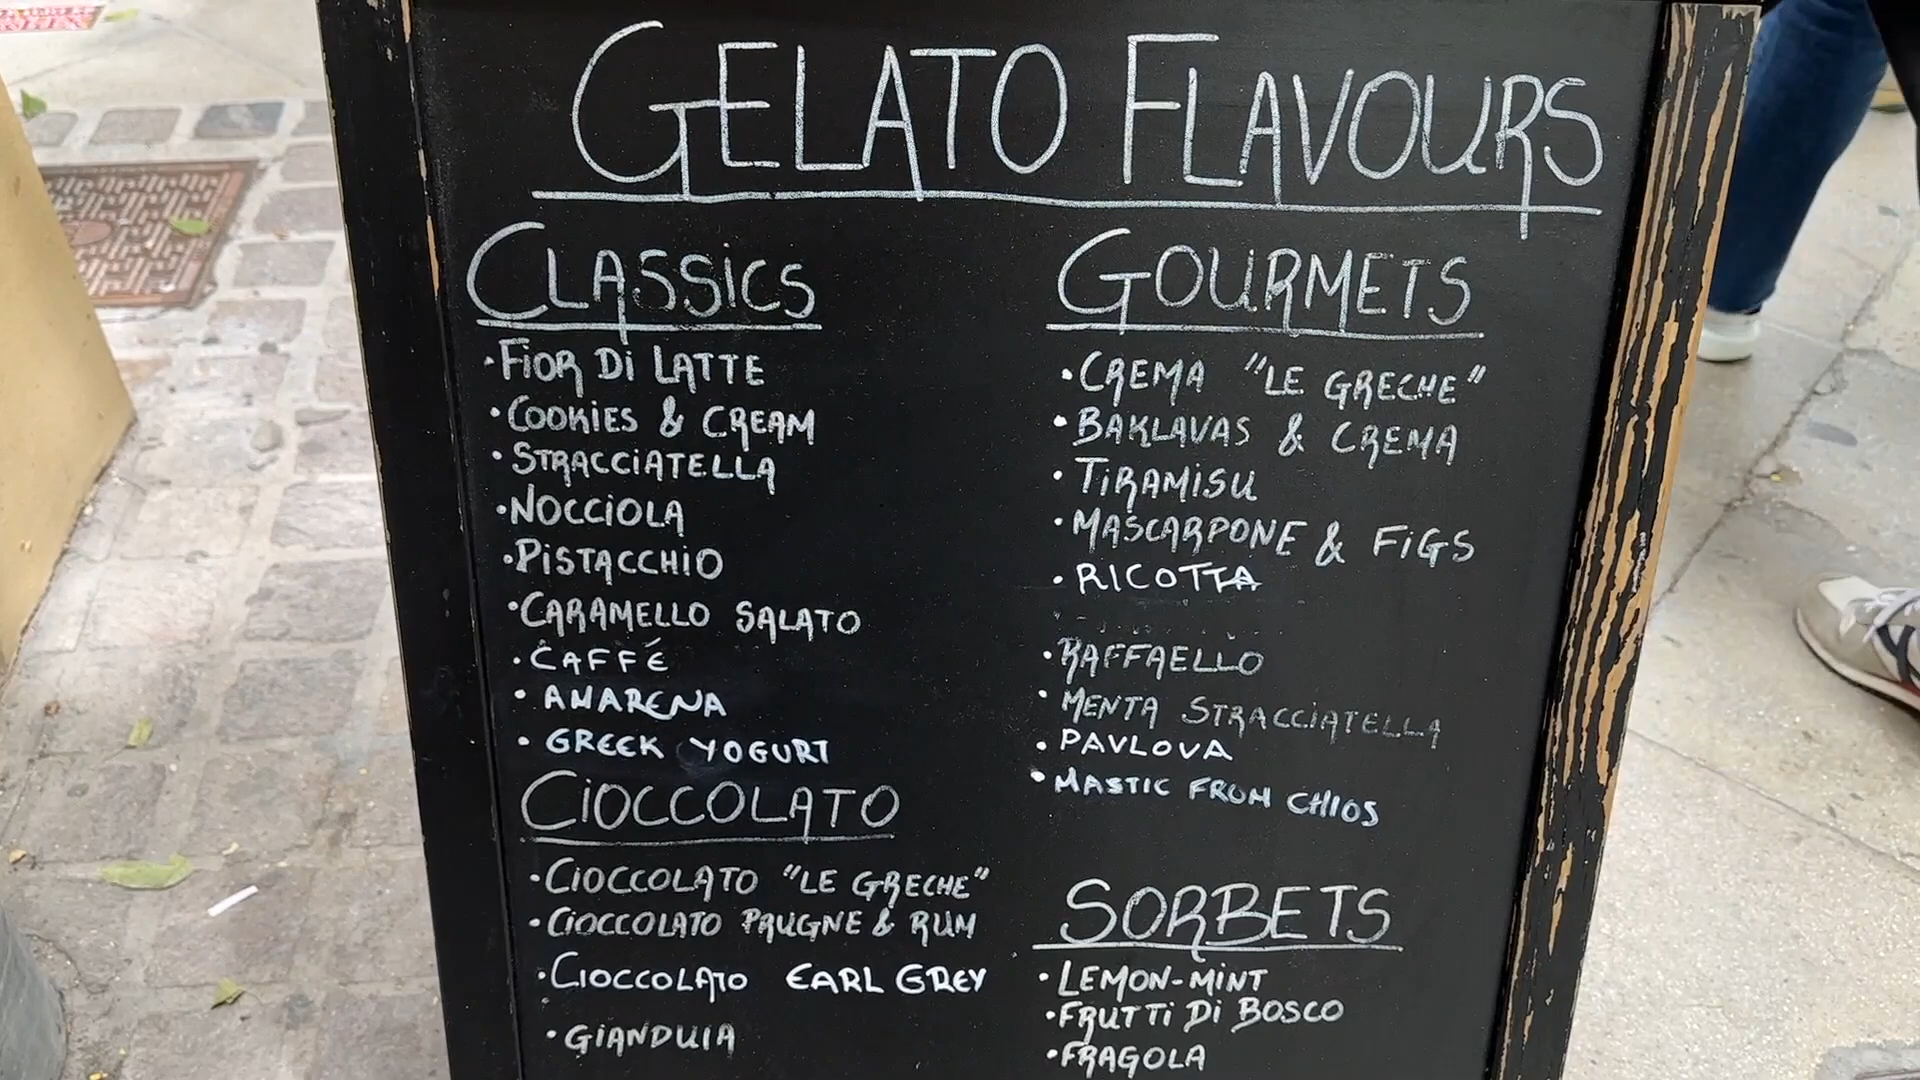 GELATO FLAVOURS
CLASSICS
•FIOR DI LATTE
•COOKIES & CREAM
•STRACCIATELLA
•NOCCIOLA
•PISTACCHIO
•CARAMELLO SALATO
•CAFFÉ
•AMARENA
•GREEK YOGURT
CIOCCOLATO
•CIOCCOLATO "LE GRECHE"
•CIOCCOLATO PRUGNE & RUM
•CIOCCOLATO EARL GREY
•GIANDUIA
GOURMETS
•CREMA "LE GRECHE"
•BAKLAVAS & CREMA
•TIRAMISU
•MASCARPONE & FIGS
•RICOTTA
•RAFFAELLO
•MENTA STRACCIATELLA
•PAVLOVA
•MASTIC FROM CHIOS
SORBETS
•LEMON-MINT
•FRUTTI DI BOSCO
•FRAGOLA